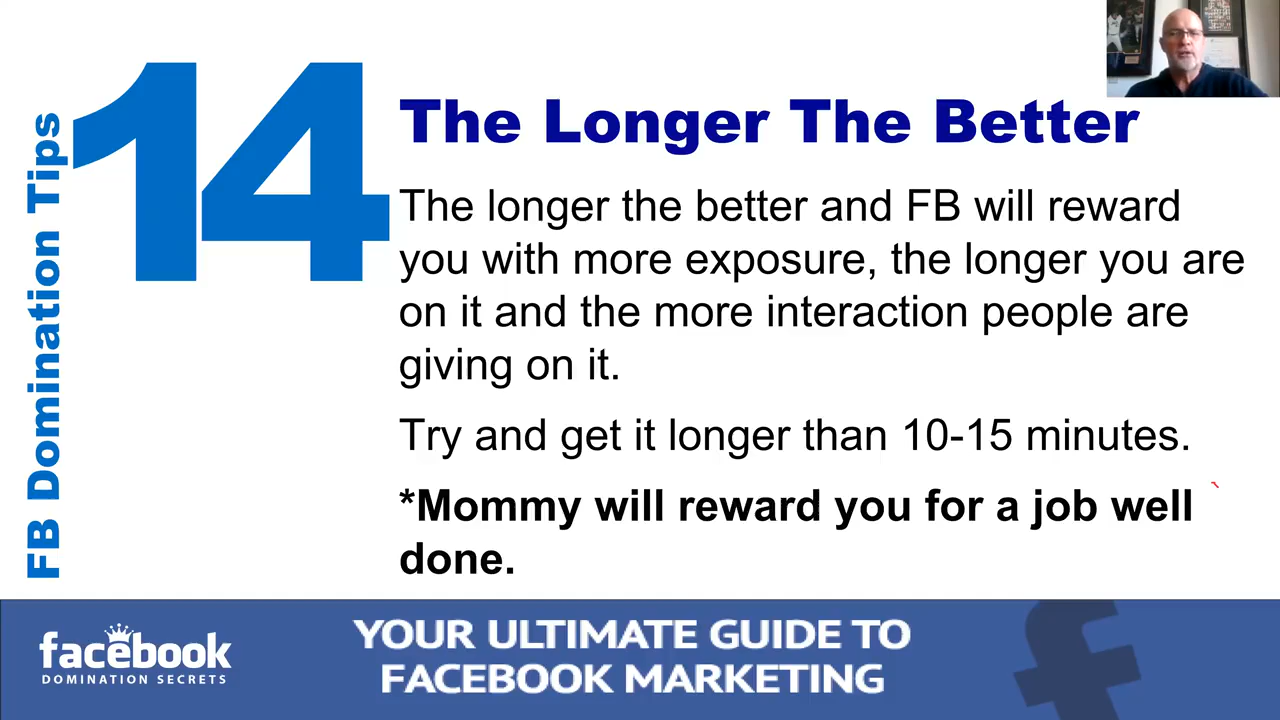 FB Domination Tips
14
The Longer The Better
The longer the better and FB will reward
you with more exposure, the longer you are
on it and the more interaction people are
giving on it.
Try and get it longer than 10-15 minutes.
*Mommy will reward you for a job well
done.
facebook
DOMINATION SECRETS
YOUR ULTIMATE GUIDE TO
FACEBOOK MARKETING
f